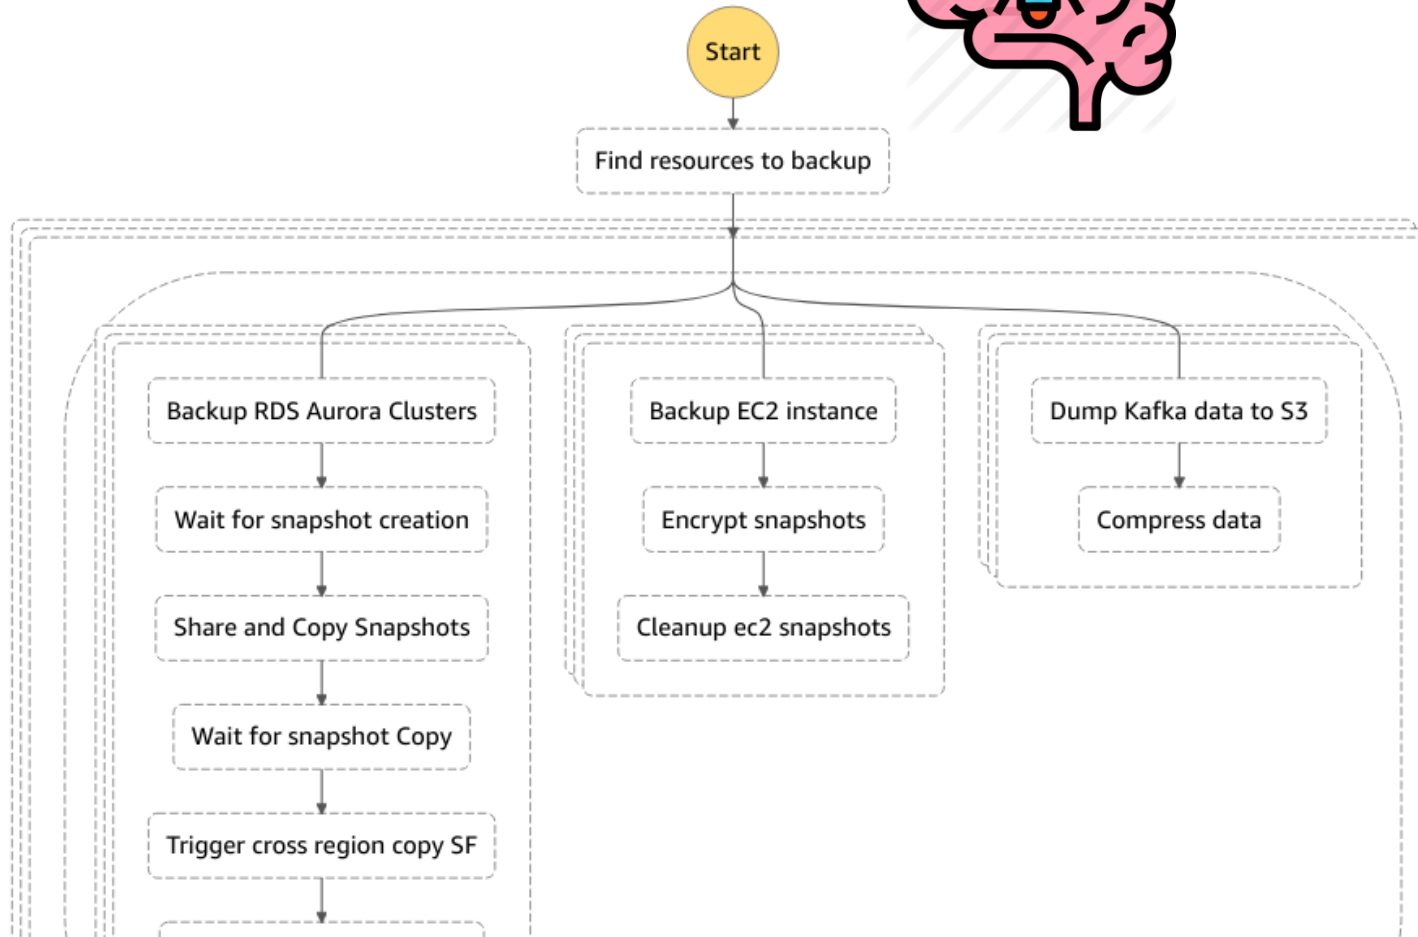 Start
Find resources to backup
Backup RDS Aurora Clusters
Wait for snapshot creation
Share and Copy Snapshots
Wait for snapshot Copy
Trigger cross region copy SF
Backup EC2 instance
Encrypt snapshots
Cleanup ec2 snapshots
Dump Kafka data to S3
Compress data